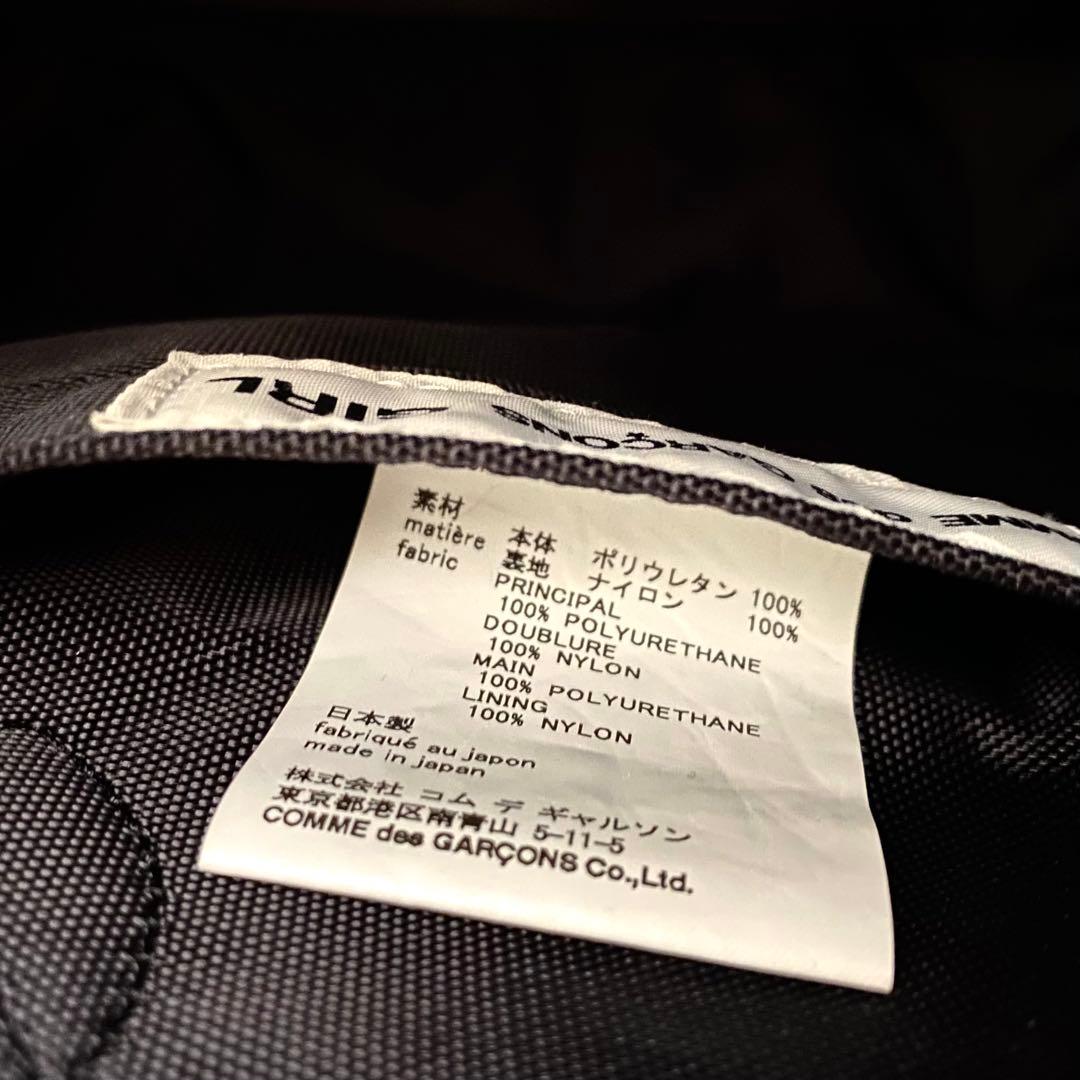 GIRL
GARÇONS
素材
matière
fabric
本体 ポリウレタン 100%
裏地 ナイロン 100%
PRINCIPAL
100% POLYURETHANE
DOUBLURE
100% NYLON
MAIN
100% POLYURETHANE
LINING
100% NYLON
日本製
fabriqué au japon
made in japan
株式会社 コム デ ギャルソン
東京都港区南青山 5-11-5
COMME des GARÇONS Co.,Ltd.